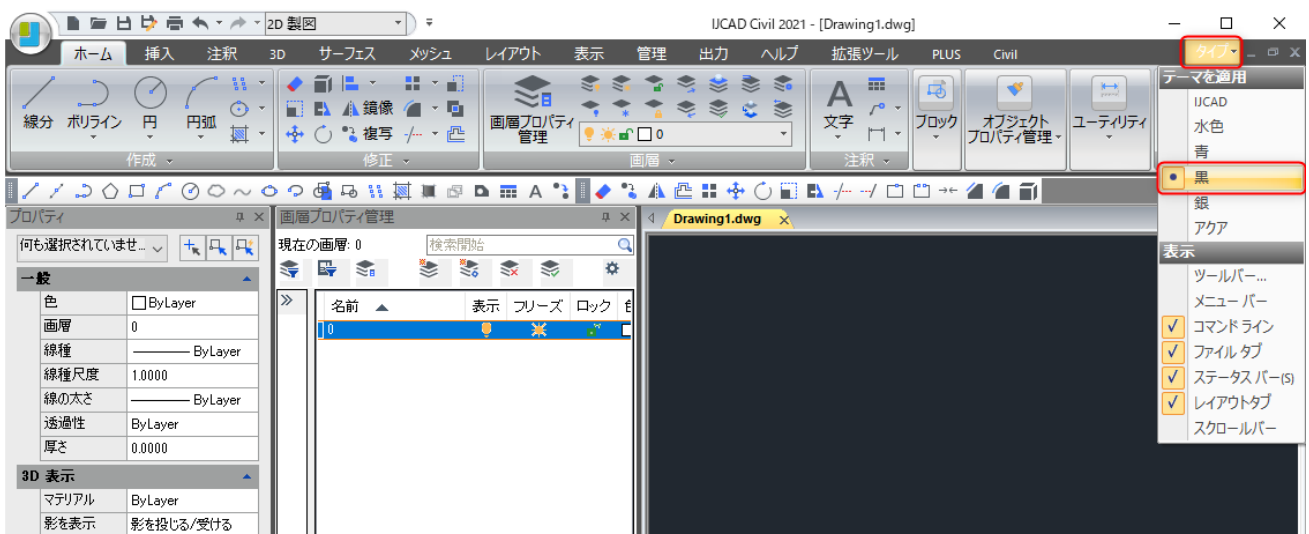 2D 製図
IJCAD Civil 2021 - [Drawing1.dwg]
ホーム 挿入 注釈 3D サーフェス メッシュ レイアウト 表示 管理 出力 ヘルプ 拡張ツール PLUS Civil タイプ
線分 ポリライン 円 円弧
作成
鏡像
複写
修正
画層プロパティ
管理
0
画層
文字
注釈
ブロック
オブジェクト
プロパティ管理
ユーティリティ
テーマを適用
IJCAD
水色
青
黒
銀
アクア
表示
ツールバー...
メニュー バー
コマンド ライン
ファイル タブ
ステータス バー(S)
レイアウトタブ
スクロールバー
プロパティ
何も選択されていませ...
一般
色 ByLayer
画層 0
線種 ByLayer
線種尺度 1.0000
線の太さ ByLayer
透過性 ByLayer
厚さ 0.0000
3D 表示
マテリアル ByLayer
影を表示 影を投じる/受ける
画層プロパティ管理
現在の画層: 0 検索開始
名前 表示 フリーズ ロック
0
Drawing1.dwg